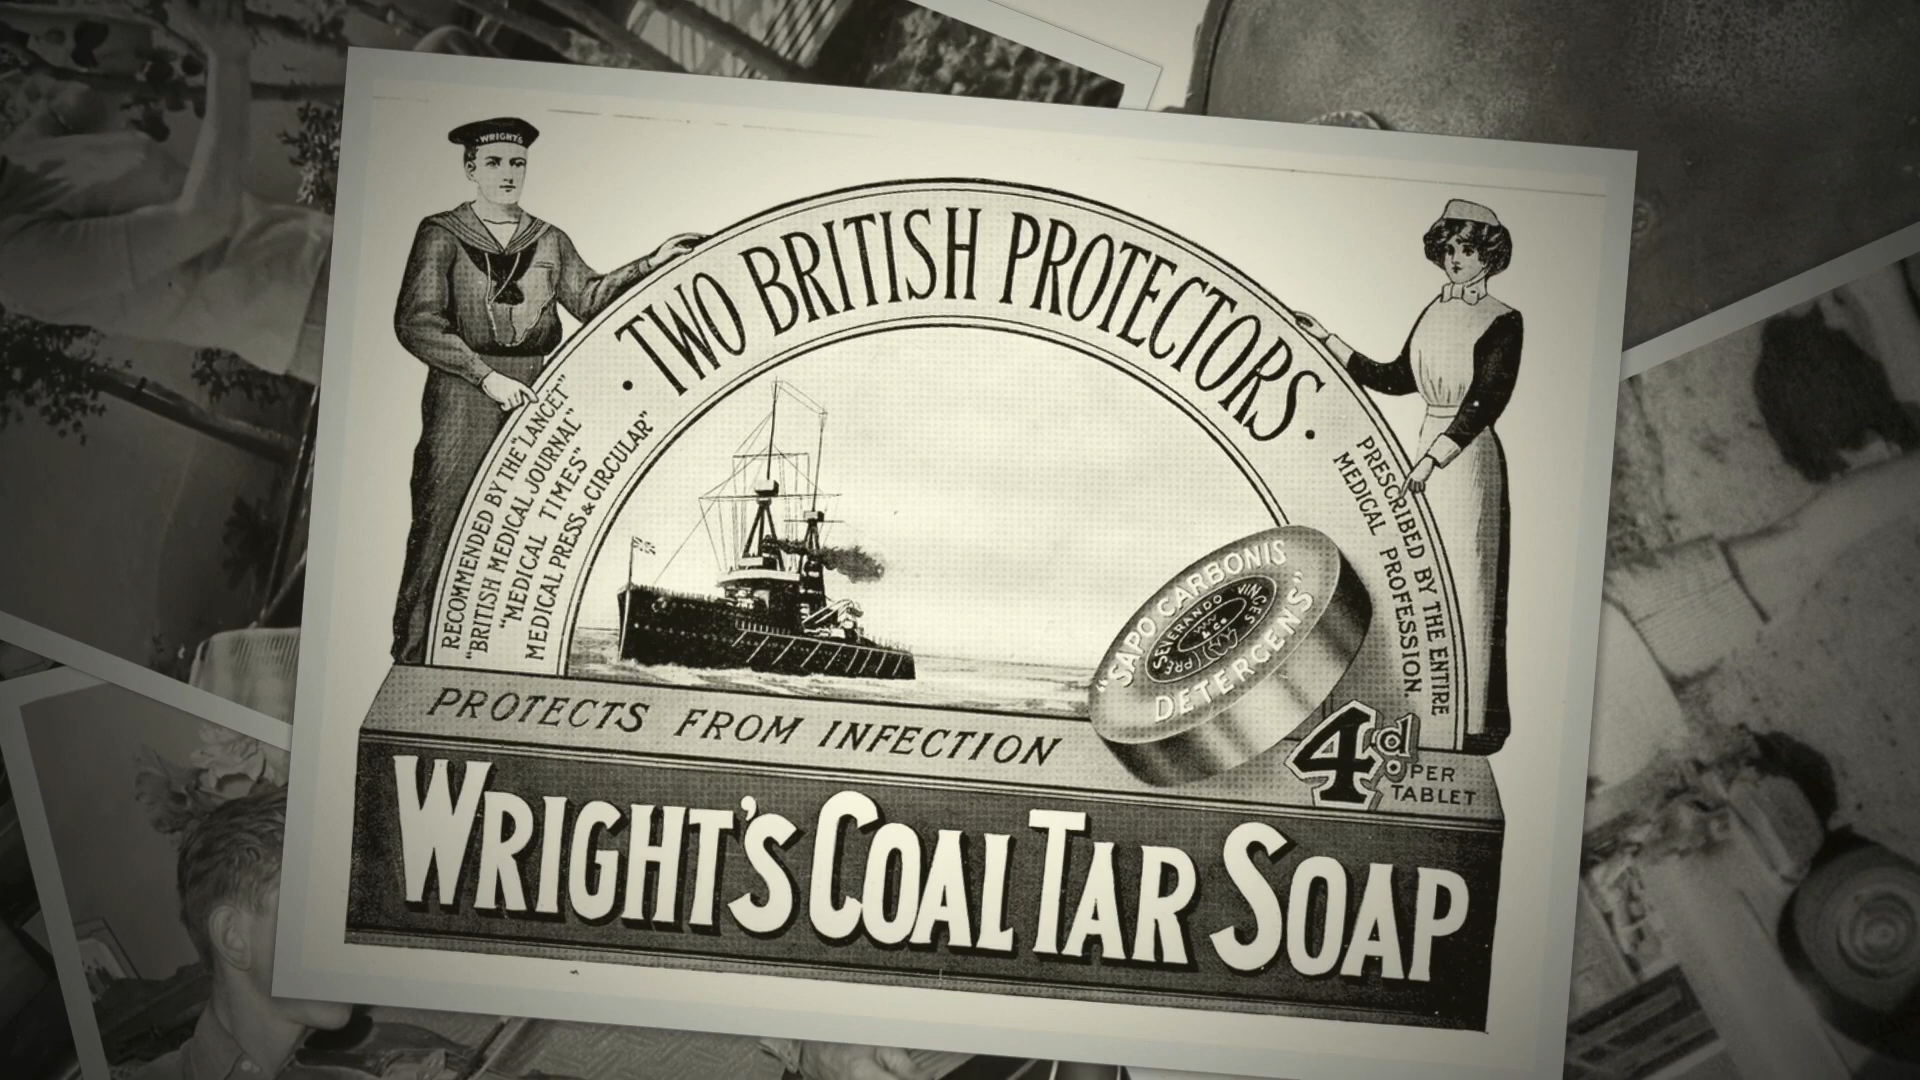 WRIGHT'S
· TWO BRITISH PROTECTORS ·
RECOMMENDED BY THE "LANCET"
"BRITISH MEDICAL JOURNAL"
"MEDICAL TIMES"
MEDICAL PRESS & CIRCULAR"
PRESCRIBED BY THE ENTIRE
MEDICAL PROFESSION.
"SAPO CARBONIS
DETERGENS"
PROTECTS FROM INFECTION
4d. PER
TABLET
WRIGHT'S COAL TAR SOAP